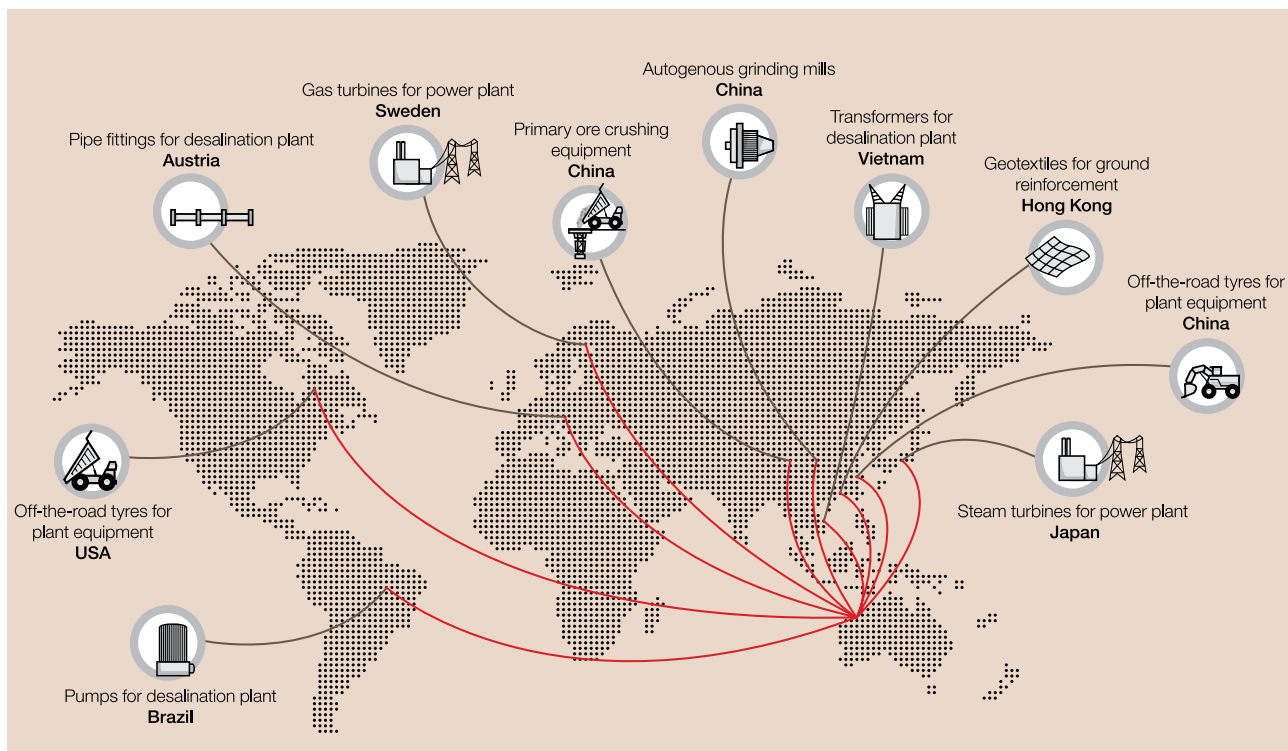 Autogenous grinding mills
China
Gas turbines for power plant
Sweden
Transformers for
desalination plant
Vietnam
Primary ore crushing
equipment
China
Pipe fittings for desalination plant
Austria
Geotextiles for ground
reinforcement
Hong Kong
Off-the-road tyres for
plant equipment
China
Off-the-road tyres for
plant equipment
USA
Steam turbines for power plant
Japan
Pumps for desalination plant
Brazil